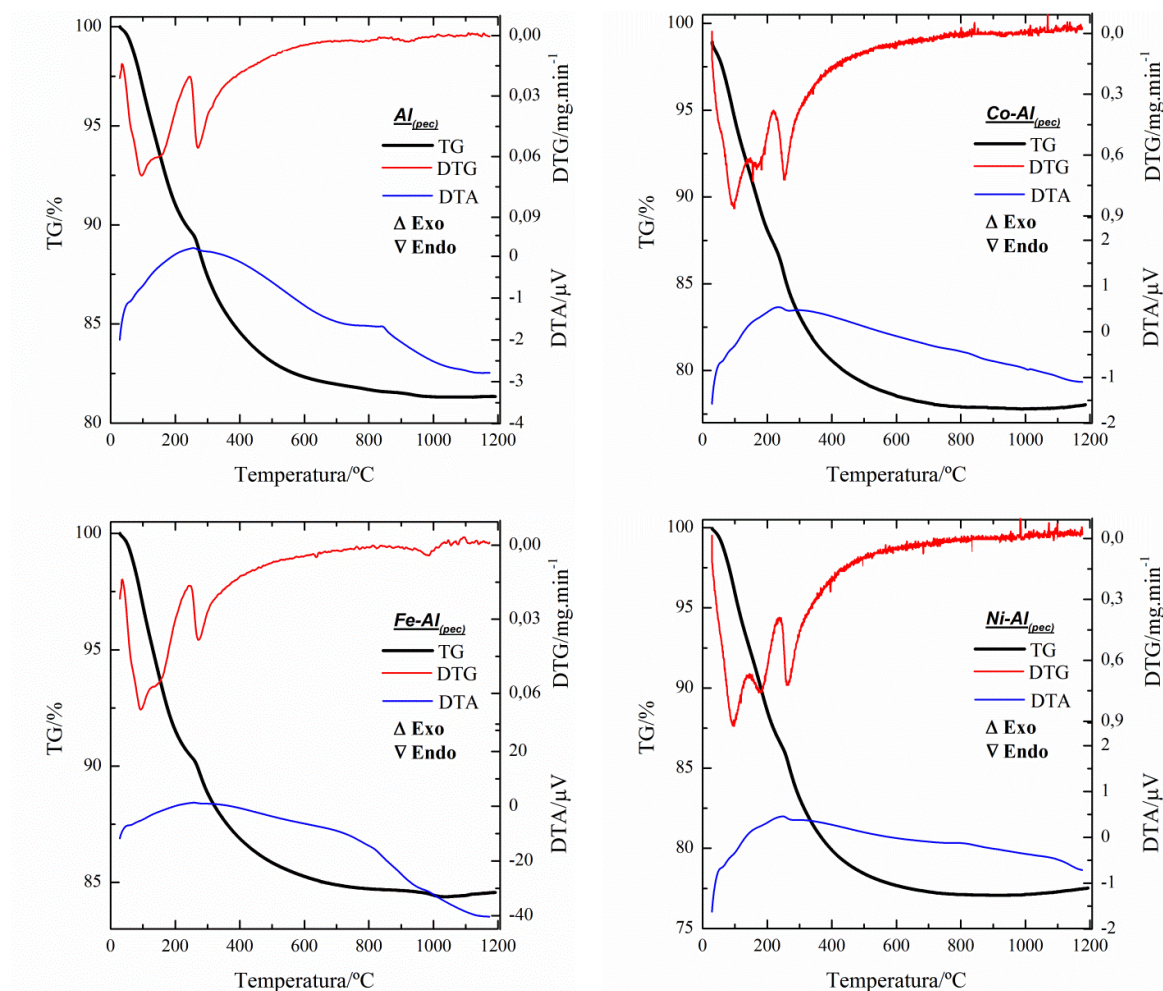 100
95
90
85
80
TG/%
Al(pec)
TG
DTG
DTA
Δ Exo
∇ Endo
0,00
0,03
0,06
0,09
DTG/mg.min⁻¹
0
-1
-2
-3
-4
DTA/µV
0 200 400 600 800 1000 1200
Temperatura/ºC
100
95
90
85
80
TG/%
Co-Al(pec)
TG
DTG
DTA
Δ Exo
∇ Endo
0,0
0,3
0,6
0,9
DTG/mg.min⁻¹
2
1
0
-1
-2
DTA/µV
0 200 400 600 800 1000 1200
Temperatura/ºC
100
95
90
85
TG/%
Fe-Al(pec)
TG
DTG
DTA
Δ Exo
∇ Endo
0,00
0,03
0,06
DTG/mg.min⁻¹
20
0
-20
-40
DTA/µV
0 200 400 600 800 1000 1200
Temperatura/ºC
100
95
90
85
80
75
TG/%
Ni-Al(pec)
TG
DTG
DTA
Δ Exo
∇ Endo
0,0
0,3
0,6
0,9
DTG/mg.min⁻¹
2
1
0
-1
-2
DTA/µV
0 200 400 600 800 1000 1200
Temperatura/ºC